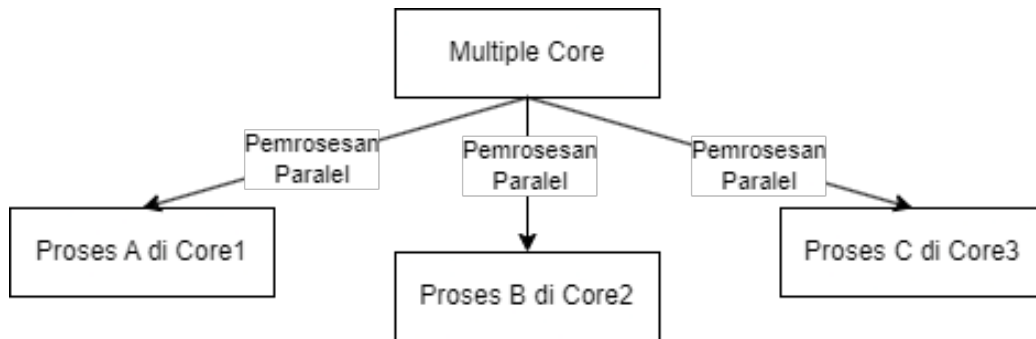 Multiple Core
Pemrosesan
Paralel
Pemrosesan
Paralel
Pemrosesan
Paralel
Proses A di Core1
Proses B di Core2
Proses C di Core3